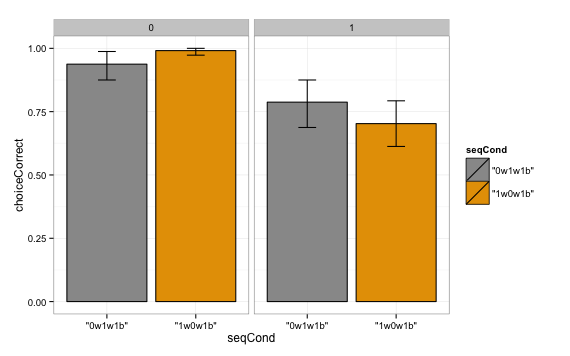 0
1
1.00
0.75
0.50
0.25
0.00
choiceCorrect
"0w1w1b"
"1w0w1b"
"0w1w1b"
"1w0w1b"
seqCond
seqCond
"0w1w1b"
"1w0w1b"